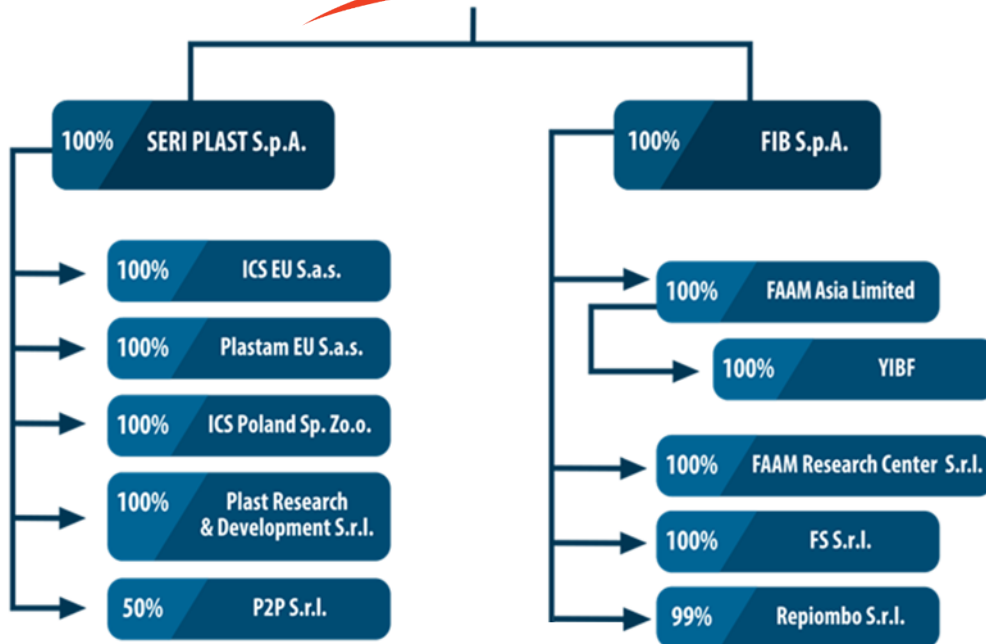 100% SERI PLAST S.p.A.
100% ICS EU S.a.s.
100% Plastam EU S.a.s.
100% ICS Poland Sp. Zo.o.
100% Plast Research
& Development S.r.l.
50% P2P S.r.l.
100% FIB S.p.A.
100% FAAM Asia Limited
100% YIBF
100% FAAM Research Center S.r.l.
100% FS S.r.l.
99% Repiombo S.r.l.